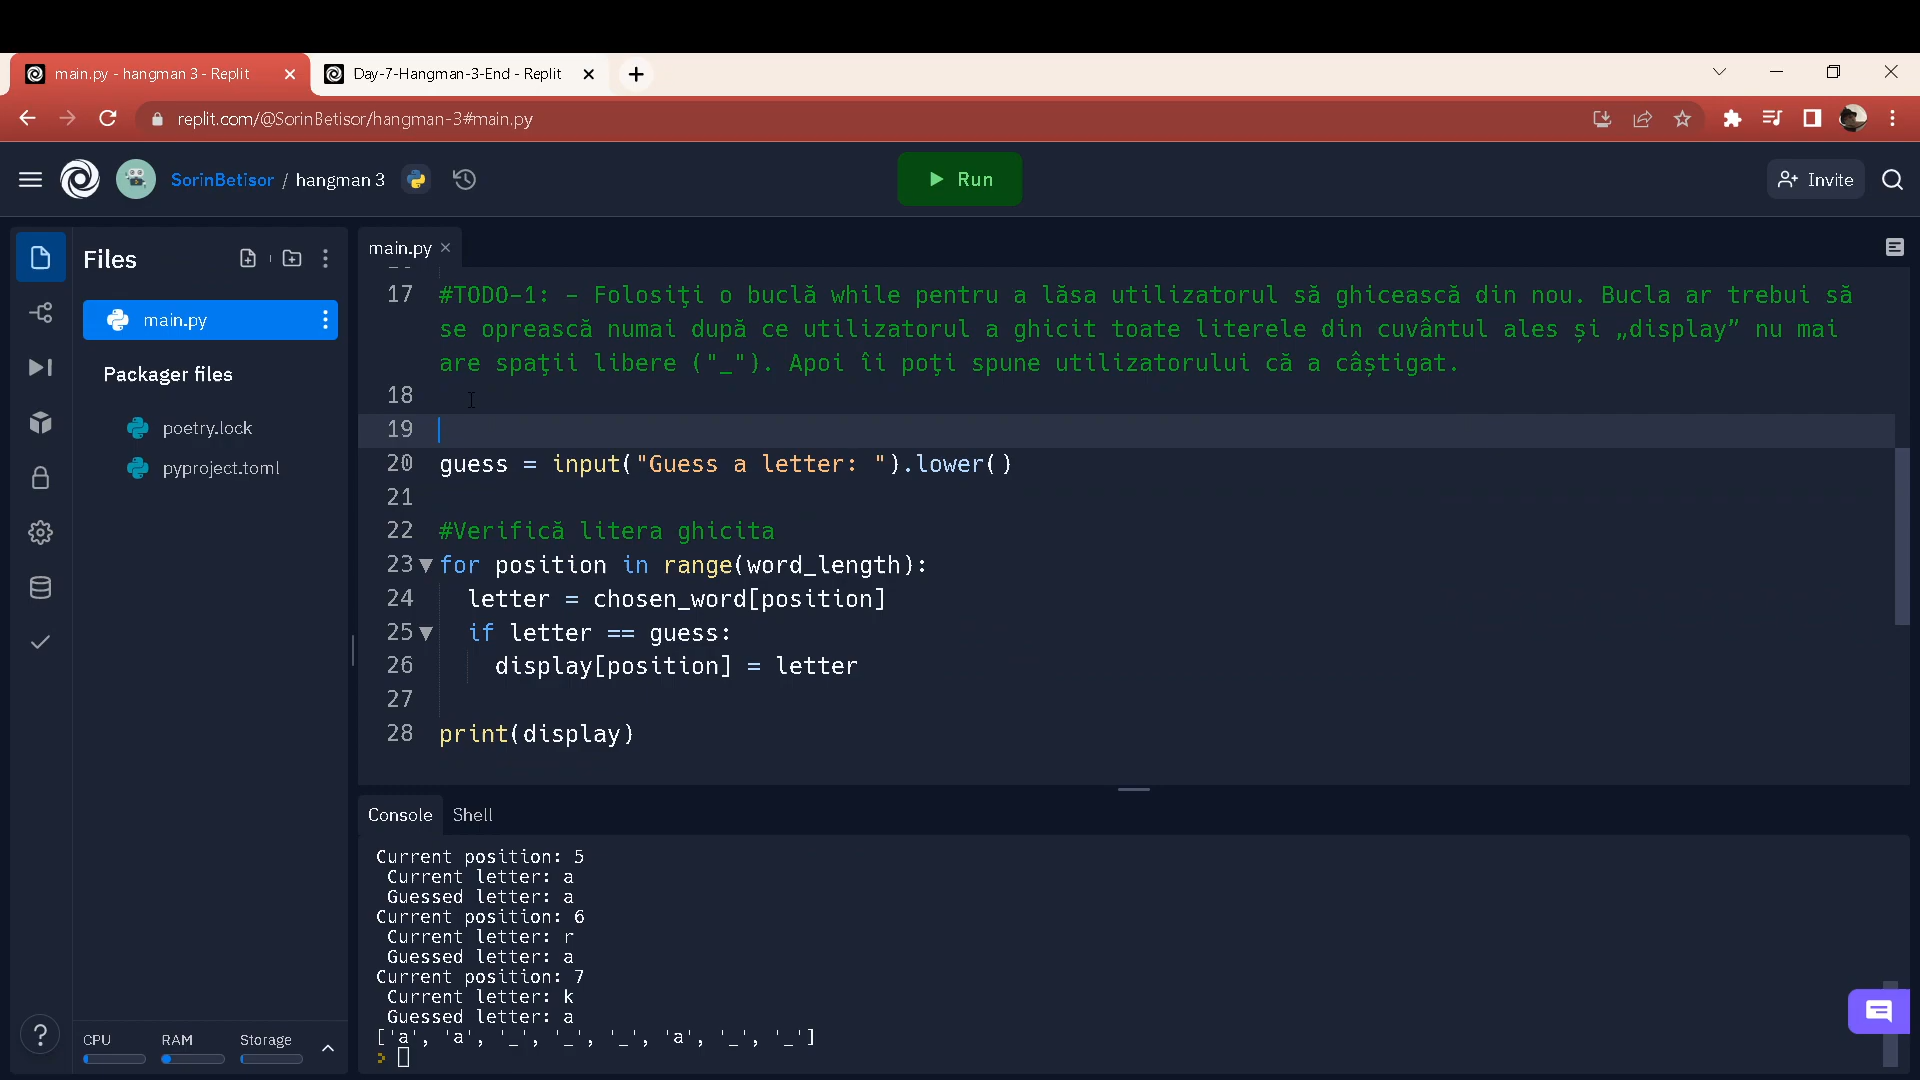 main.py - hangman 3 - Replit
Day-7-Hangman-3-End - Replit
replit.com/@SorinBetisor/hangman-3#main.py
SorinBetisor / hangman 3
Run
Invite
Files
main.py
Packager files
poetry.lock
pyproject.toml
CPU
RAM
Storage
main.py
17 #TODO-1: - Folosiți o buclă while pentru a lăsa utilizatorul să ghicească din nou. Bucla ar trebui să
se oprească numai după ce utilizatorul a ghicit toate literele din cuvântul ales și „display” nu mai
are spații libere ("_"). Apoi îi poți spune utilizatorului că a câștigat.
18
19
20 guess = input("Guess a letter: ").lower()
21
22 #Verifică litera ghicita
23 for position in range(word_length):
24 letter = chosen_word[position]
25 if letter == guess:
26 display[position] = letter
27
28 print(display)
Console
Shell
Current position: 5
Current letter: a
Guessed letter: a
Current position: 6
Current letter: r
Guessed letter: a
Current position: 7
Current letter: k
Guessed letter: a
['a', 'a', '_', '_', '_', 'a', '_', '_']